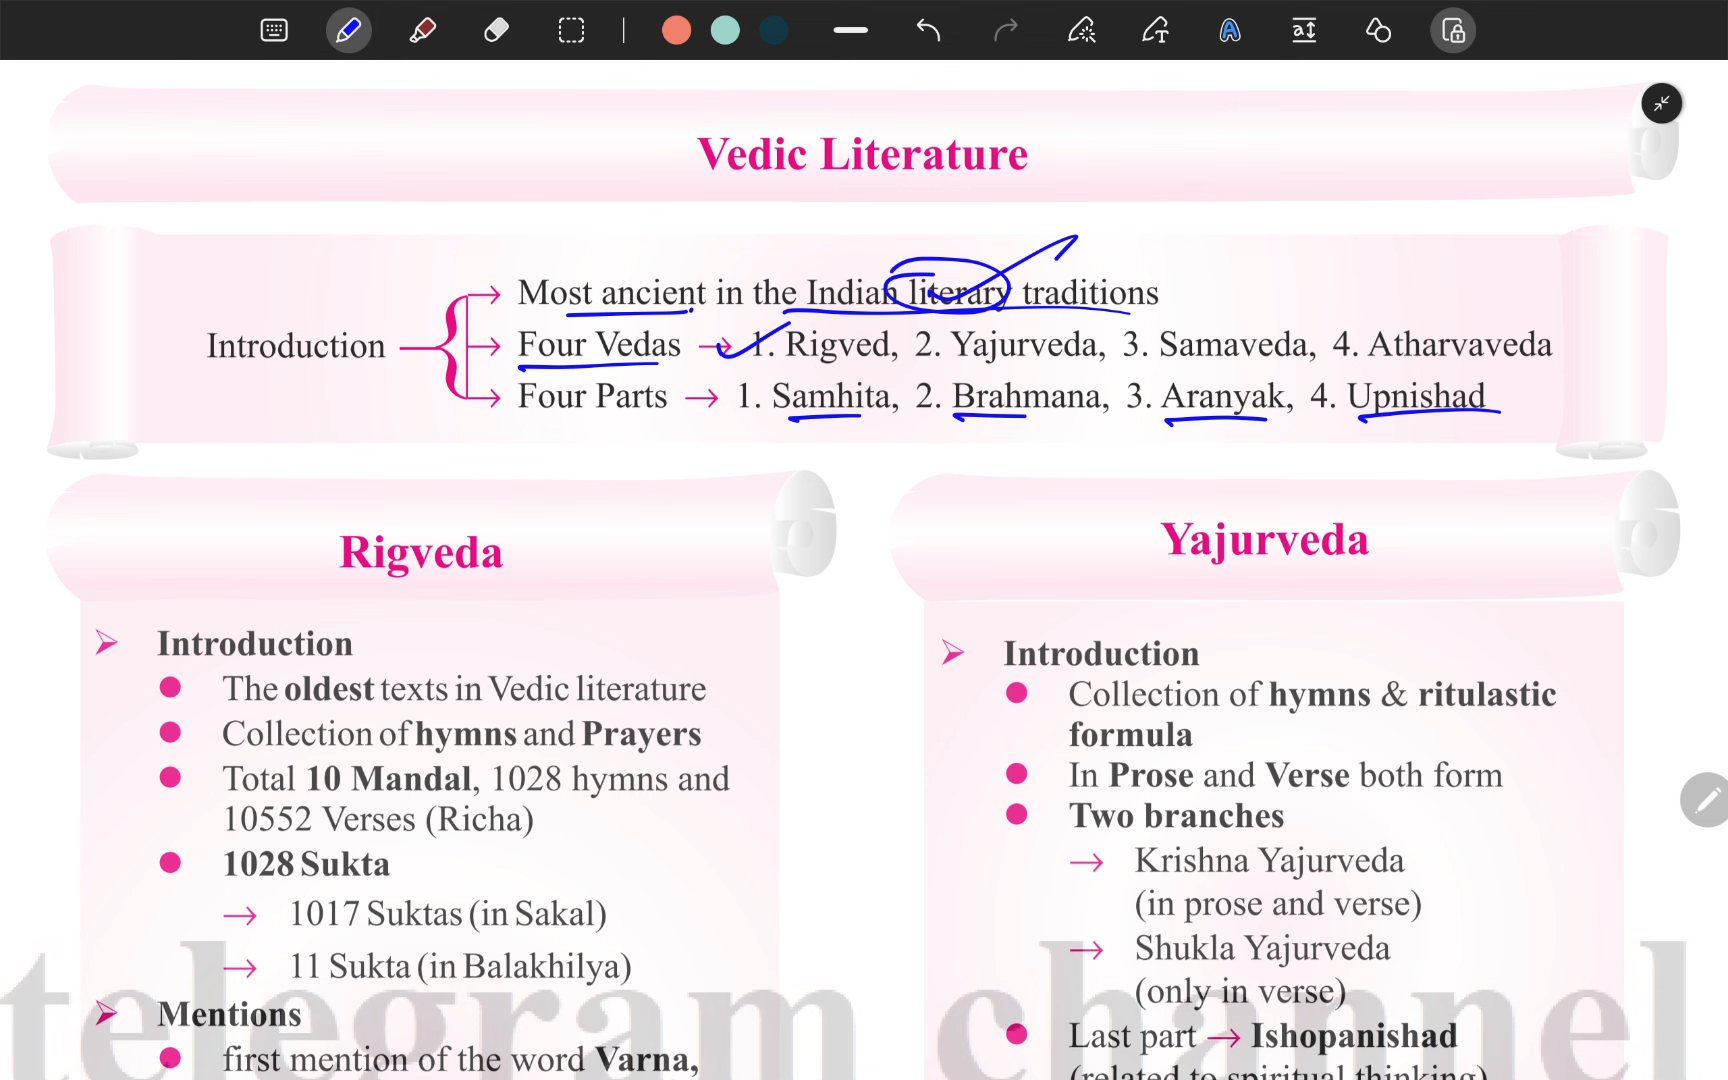 Vedic Literature
Most ancient in the Indian literary traditions
Introduction
Four Vedas → 1. Rigved, 2. Yajurveda, 3. Samaveda, 4. Atharvaveda
Four Parts → 1. Samhita, 2. Brahmana, 3. Aranyak, 4. Upnishad
Rigveda
Introduction
The oldest texts in Vedic literature
Collection of hymns and Prayers
Total 10 Mandal, 1028 hymns and
10552 Verses (Richa)
1028 Sukta
→ 1017 Suktas (in Sakal)
→ 11 Sukta (in Balakhilya)
Mentions
first mention of the word Varna,
Yajurveda
Introduction
Collection of hymns & ritulastic
formula
In Prose and Verse both form
Two branches
→ Krishna Yajurveda
(in prose and verse)
→ Shukla Yajurveda
(only in verse)
Last part → Ishopanishad
(related to spiritual thinking)
telegram channel